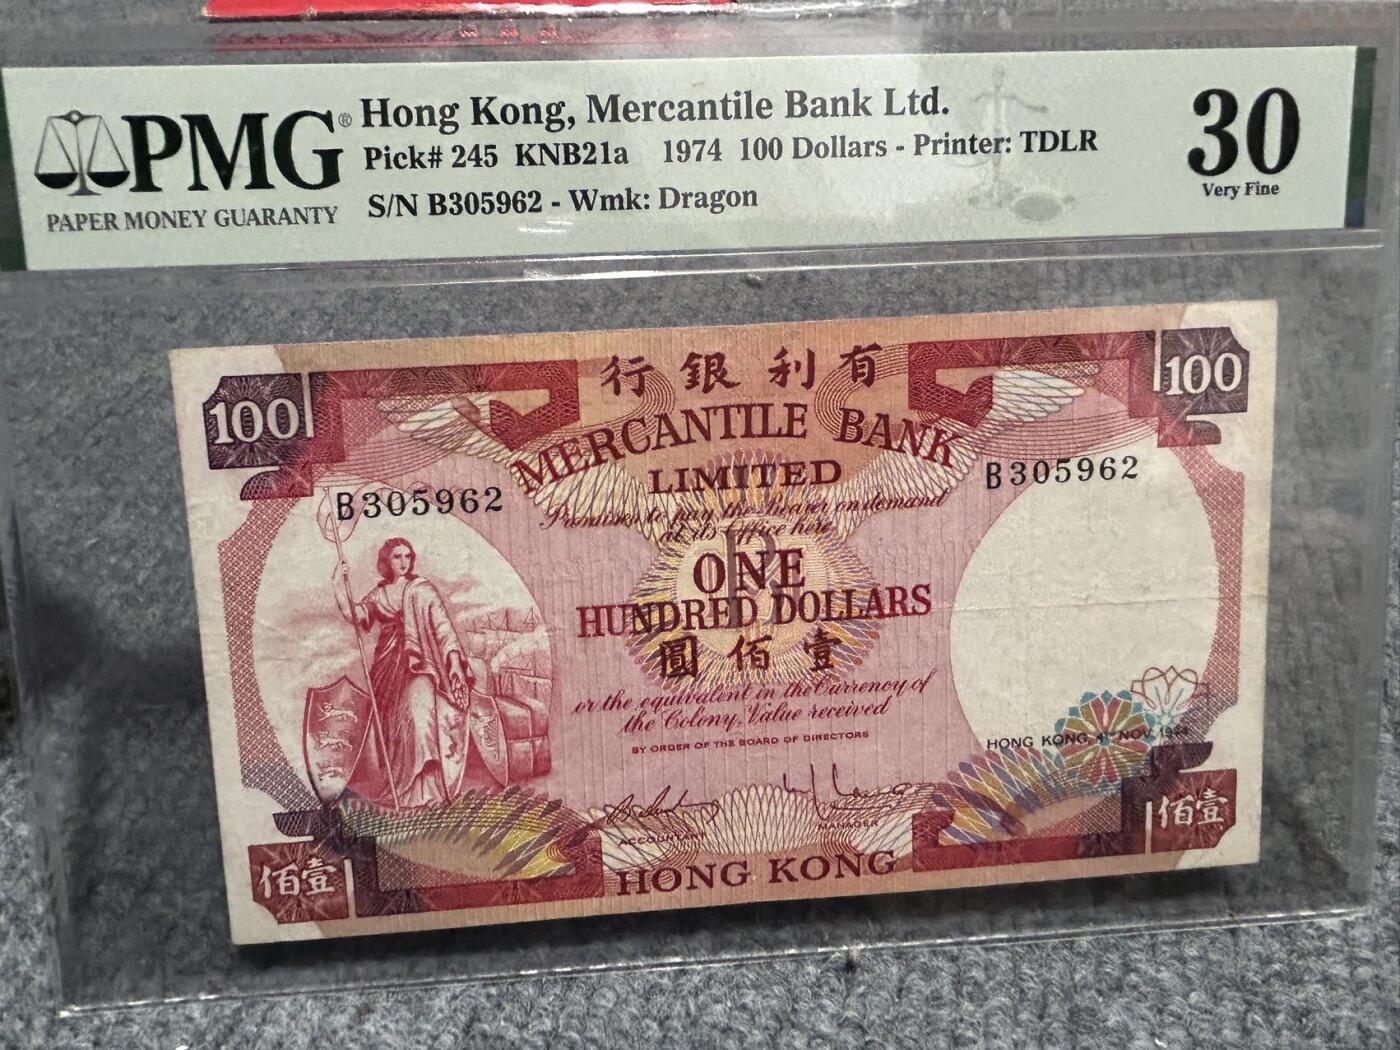 PMG®
PAPER MONEY GUARANTY
Hong Kong, Mercantile Bank Ltd.
Pick# 245 KNB21a 1974 100 Dollars - Printer: TDLR
S/N B305962 - Wmk: Dragon
30
Very Fine
100
行銀利有
100
MERCANTILE BANK
LIMITED
B305962
B305962
Promises to pay the Bearer on demand
at its Office here
ONE
HUNDRED DOLLARS
圓佰壹
or the equivalent in the Currency of
the Colony, Value received
BY ORDER OF THE BOARD OF DIRECTORS
HONG KONG, 4TH NOV. 1974
ACCOUNTANT
MANAGER
佰壹
HONG KONG
佰壹